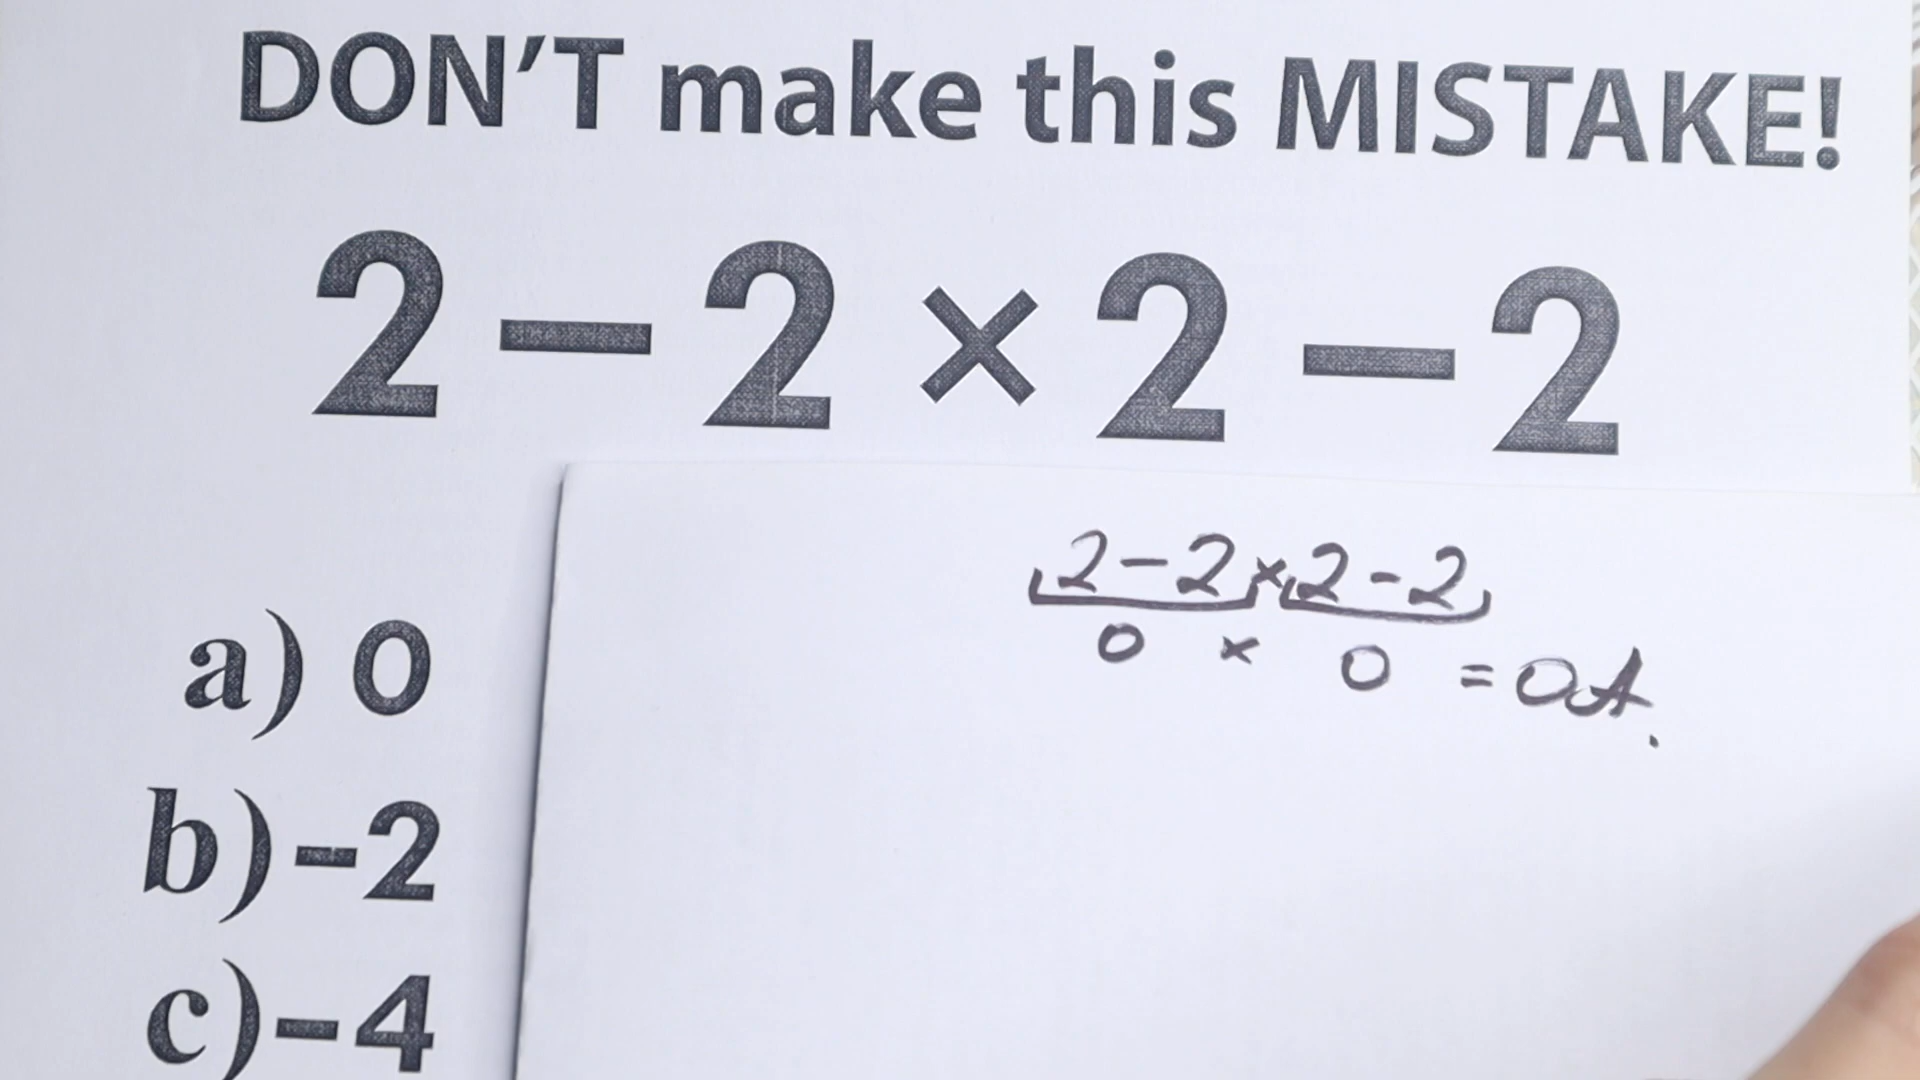 DON'T make this MISTAKE!
2 − 2 × 2 − 2
2 − 2 × 2 − 2
0 × 0 = 0 A.
a) 0
b) -2
c) -4